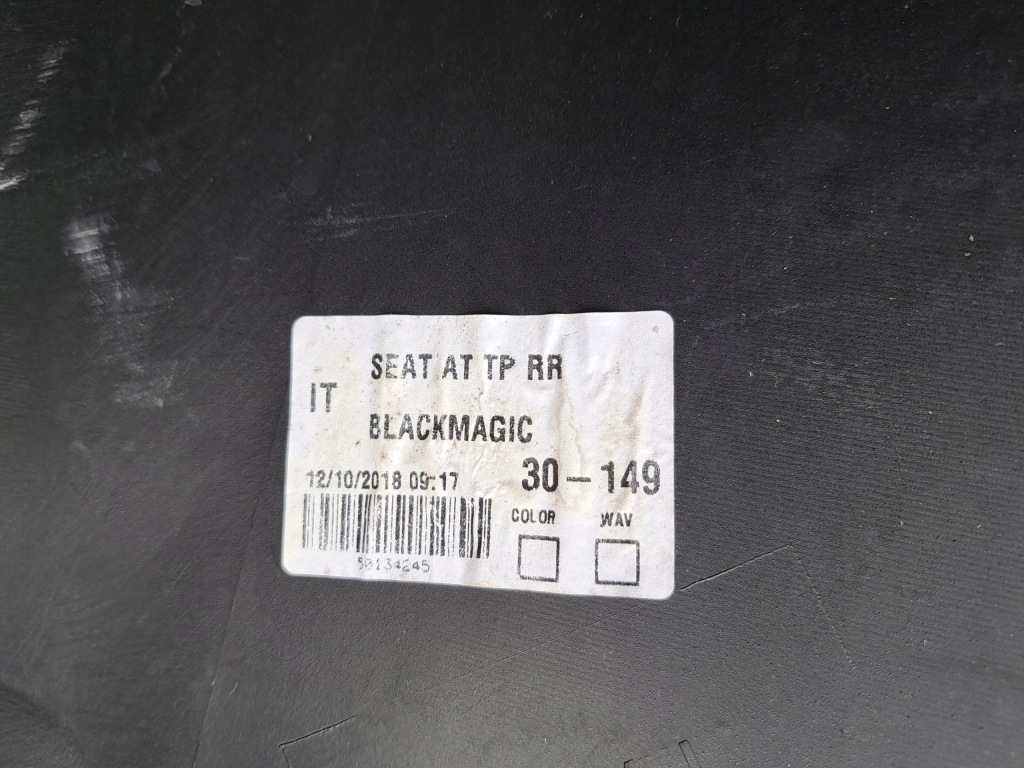 SEAT AT TP RR
IT
BLACKMAGIC
12/10/2018 09:17
30-149
COLOR WAV
50134245